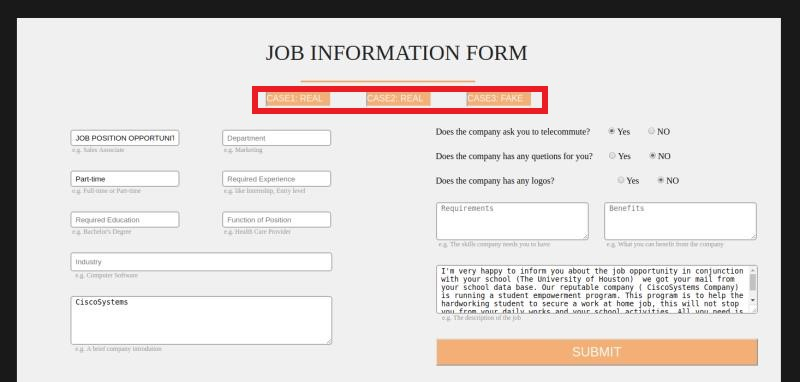 JOB INFORMATION FORM
CASE1: REAL CASE2: REAL CASE3: FAKE
JOB POSITION OPPORTUNIT
Department
e.g. Sales Associate
e.g. Marketing
Part-time
Required Experience
e.g. Full-time or Part-time
e.g. like Internship, Entry level
Required Education
Function of Position
e.g. Bachelor's Degree
e.g. Health Care Provider
Industry
e.g. Computer Software
CiscoSystems
e.g. A brief company introdution
Does the company ask you to telecommute? Yes NO
Does the company has any quetions for you? Yes NO
Does the company has any logos? Yes NO
Requirements
Benefits
e.g. The skills company needs you to have
e.g. What you can benefit from the company
I'm very happy to inform you about the job opportunity in conjunction
with your school (The University of Houston) we got your mail from
your school data base. Our reputable company ( CiscoSystems Company)
is running a student empowerment program. This program is to help the
hardworking student to secure a work at home job, this will not stop
you from your daily works and your school activities. All you need is
e.g. The description of the job
SUBMIT